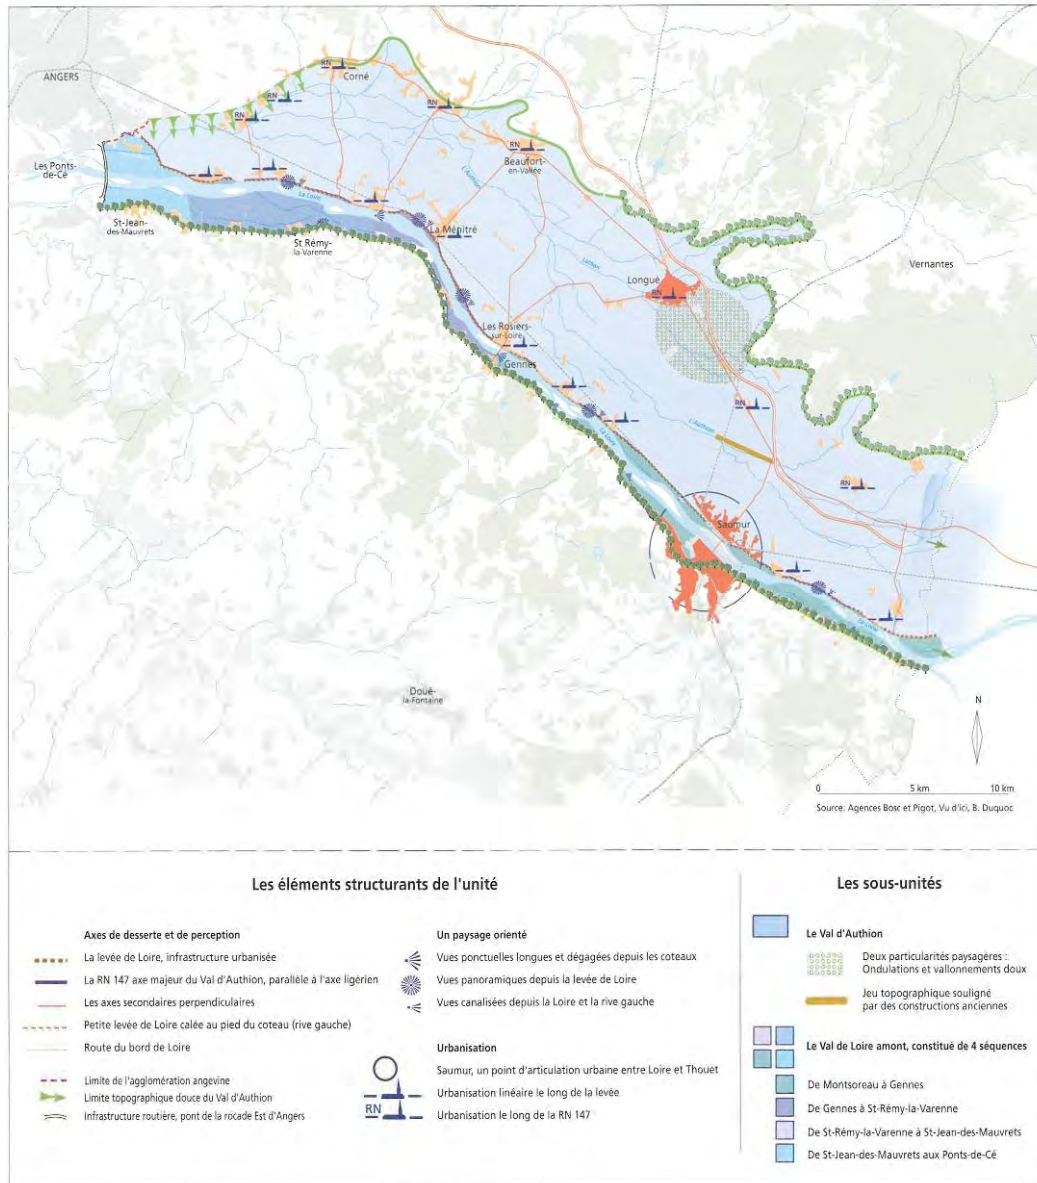 ANGERS
RN
Corné
RN
RN
RN
Les Ponts-
de-Cé
L'Authion
RN
Beaufort-
en-Vallée
La Loire
St-Jean-
des-Mauvrets
St Rémy-
la-Varenne
La Ménitré
Lathan
Vernantes
Longué
RN
Les Rosiers-
sur-Loire
Gennes
RN
L'Authion
La Loire
RN
Saumur
La Loire
Doué-
la-Fontaine
N
0 5 km 10 km
Source: Agences Bosc et Pigot, Vu d'ici, B. Duquoc
Les éléments structurants de l'unité
Axes de desserte et de perception
La levée de Loire, infrastructure urbanisée
La RN 147 axe majeur du Val d'Authion, parallèle à l'axe ligérien
Les axes secondaires perpendiculaires
Petite levée de Loire calée au pied du coteau (rive gauche)
Route du bord de Loire
Limite de l'agglomération angevine
Limite topographique douce du Val d'Authion
Infrastructure routière, pont de la rocade Est d'Angers
Un paysage orienté
Vues ponctuelles longues et dégagées depuis les coteaux
Vues panoramiques depuis la levée de Loire
Vues canalisées depuis la Loire et la rive gauche
Urbanisation
Saumur, un point d'articulation urbaine entre Loire et Thouet
Urbanisation linéaire le long de la levée
RN
Urbanisation le long de la RN 147
Les sous-unités
Le Val d'Authion
Deux particularités paysagères :
Ondulations et vallonnements doux
Jeu topographique souligné
par des constructions anciennes
Le Val de Loire amont, constitué de 4 séquences
De Montsoreau à Gennes
De Gennes à St-Rémy-la-Varenne
De St-Rémy-la-Varenne à St-Jean-des-Mauvrets
De St-Jean-des-Mauvrets aux Ponts-de-Cé